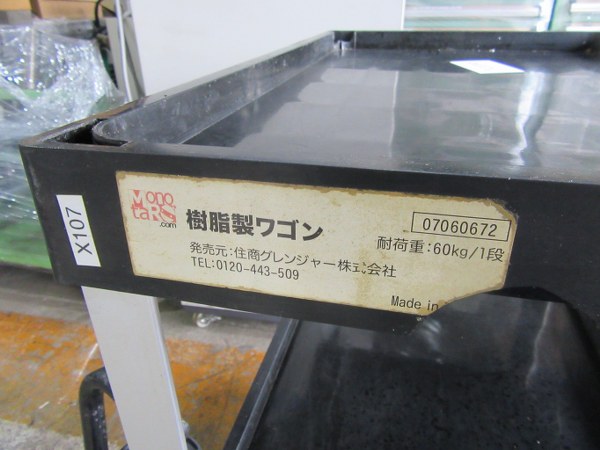 X107
MonotaRO.com
樹脂製ワゴン
07060672
耐荷重:60kg/1段
発売元:住商グレンジャー株式会社
TEL:0120-443-509
Made in